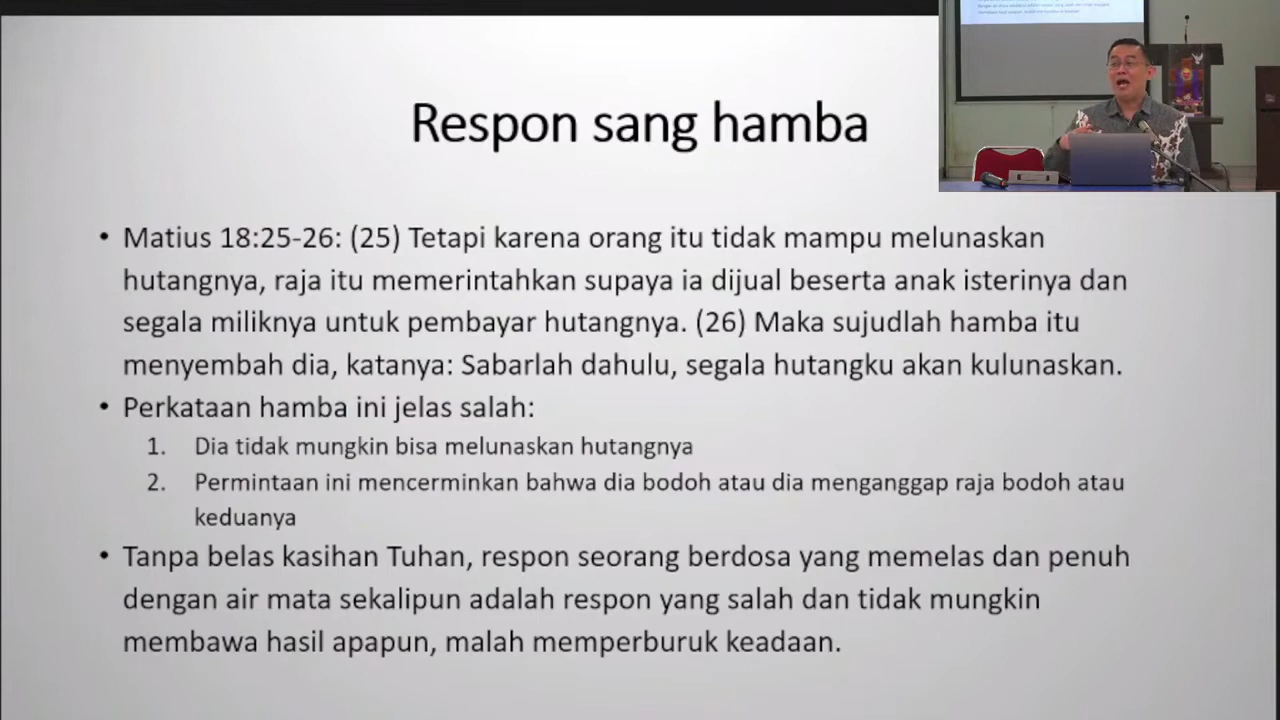 Respon sang hamba
• Matius 18:25-26: (25) Tetapi karena orang itu tidak mampu melunaskan
hutangnya, raja itu memerintahkan supaya ia dijual beserta anak isterinya dan
segala miliknya untuk pembayar hutangnya. (26) Maka sujudlah hamba itu
menyembah dia, katanya: Sabarlah dahulu, segala hutangku akan kulunaskan.
• Perkataan hamba ini jelas salah:
1. Dia tidak mungkin bisa melunaskan hutangnya
2. Permintaan ini mencerminkan bahwa dia bodoh atau dia menganggap raja bodoh atau
keduanya
• Tanpa belas kasihan Tuhan, respon seorang berdosa yang memelas dan penuh
dengan air mata sekalipun adalah respon yang salah dan tidak mungkin
membawa hasil apapun, malah memperburuk keadaan.